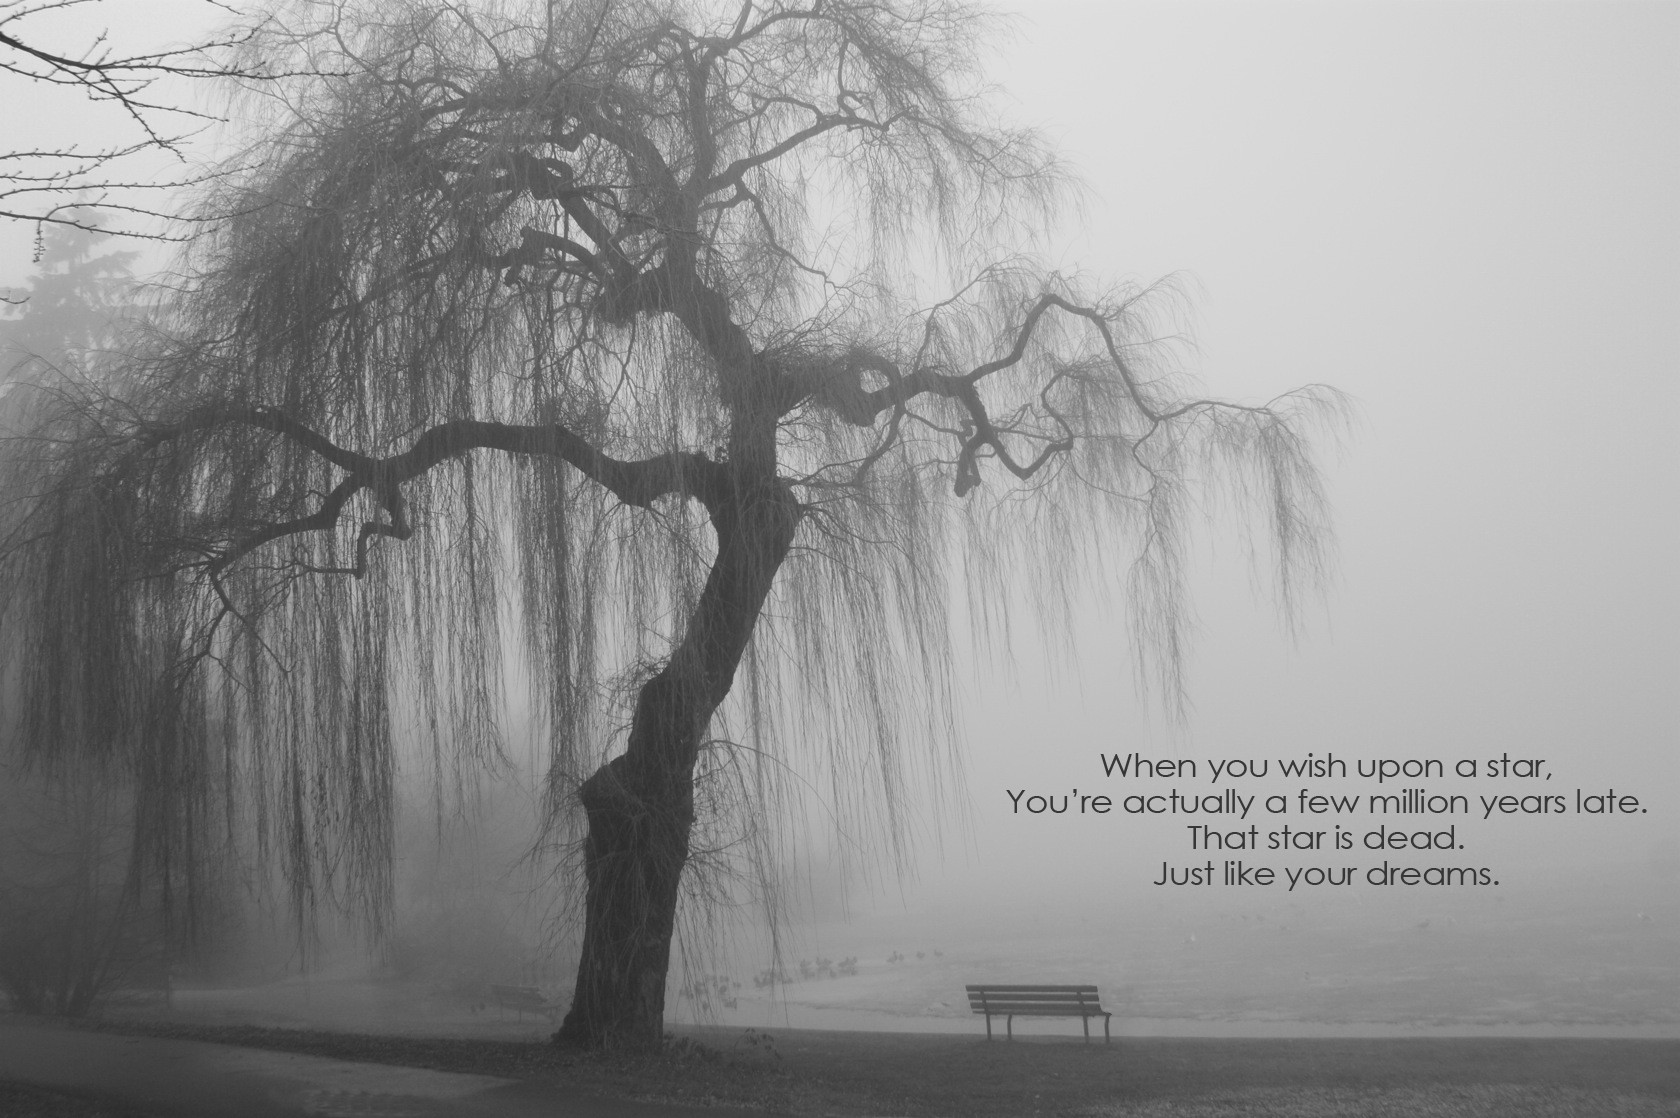 When you wish upon a star,
You're actually a few million years late.
That star is dead.
Just like your dreams.